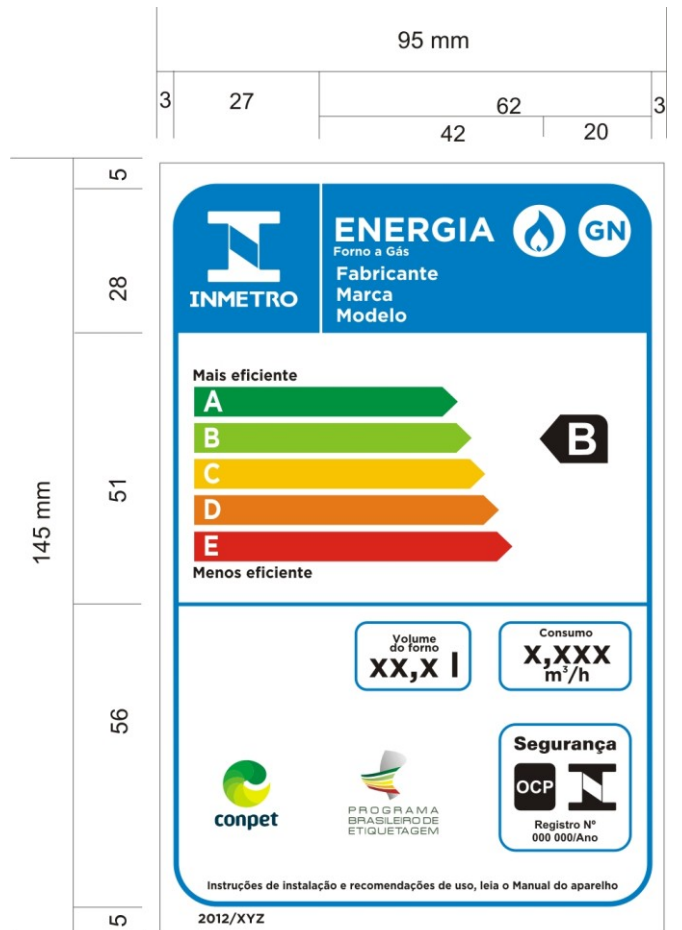 95 mm
3 27 62 3
42 20
145 mm
5
28
51
56
5
INMETRO
ENERGIA
GN
Forno a Gás
Fabricante
Marca
Modelo
Mais eficiente
A
B
B
C
D
E
Menos eficiente
Volume
do forno
xx,x l
Consumo
x,xxx
m³/h
Segurança
OCP
Registro Nº
000 000/Ano
conpet
PROGRAMA
BRASILEIRO DE
ETIQUETAGEM
Instruções de instalação e recomendações de uso, leia o Manual do aparelho
2012/XYZ